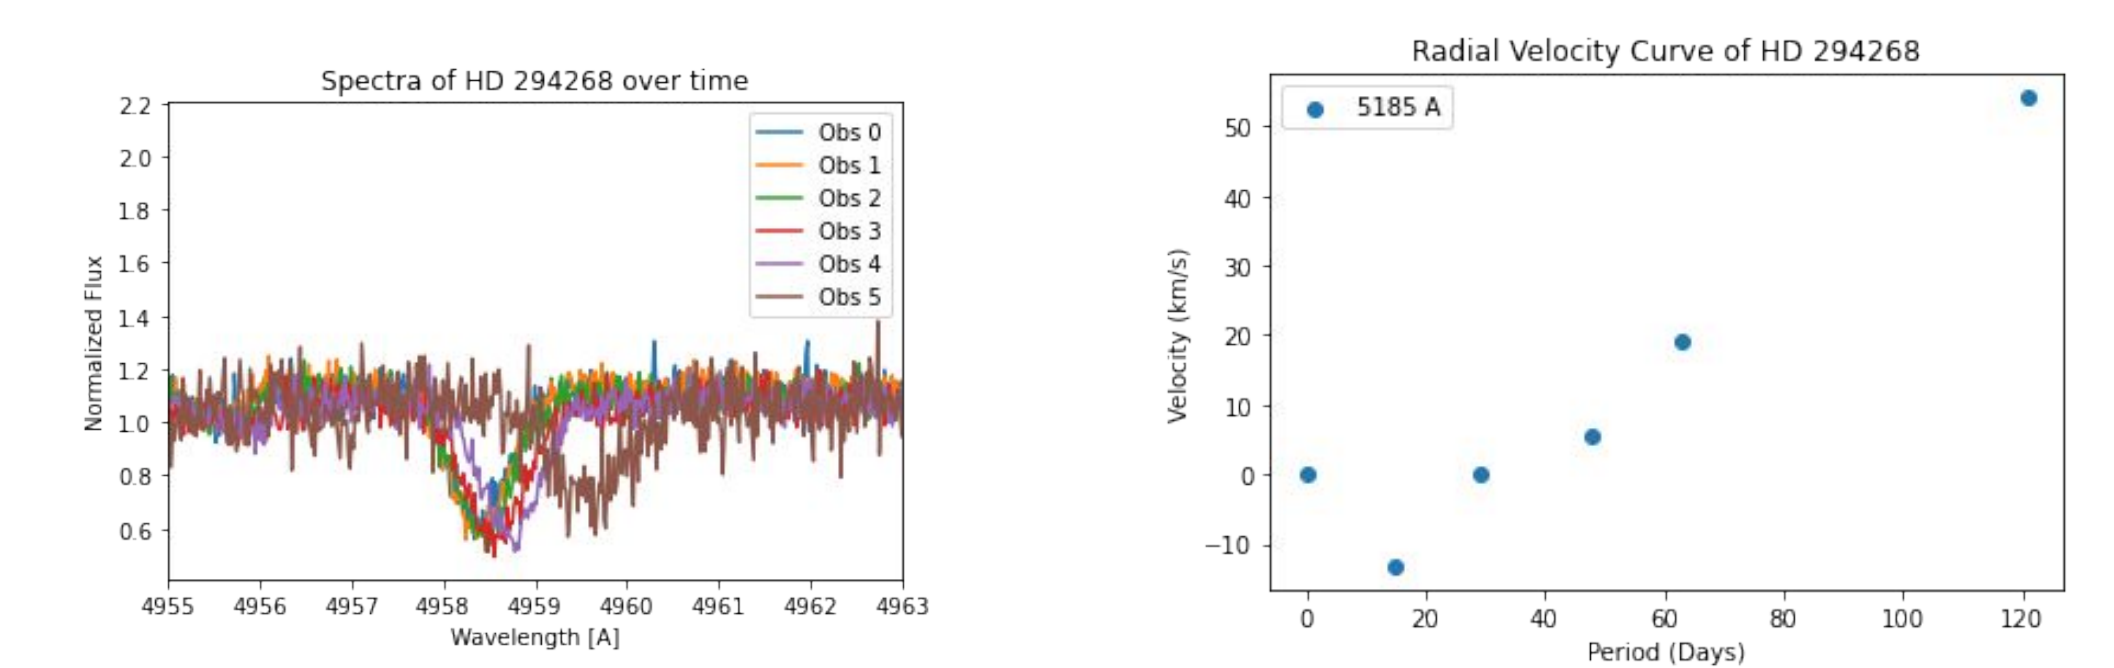 Spectra of HD 294268 over time
2.2
2.0
1.8
1.6
1.4
1.2
1.0
0.8
0.6
Normalized Flux
Obs 0
Obs 1
Obs 2
Obs 3
Obs 4
Obs 5
4955 4956 4957 4958 4959 4960 4961 4962 4963
Wavelength [A]
Radial Velocity Curve of HD 294268
5185 A
50
40
30
20
10
0
−10
Velocity (km/s)
0 20 40 60 80 100 120
Period (Days)